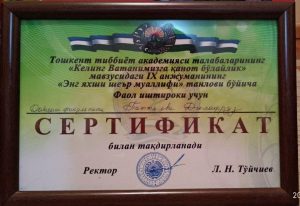 Тошкент тиббиёт академияси талабаларининг
«Келинг Ватанимизга қанот бўлайлик»
мавзусидаги IX анжуманининг
«Энг яхши шеър муаллифи» танлови бўйича
Фаол иштироки учун
СЕРТИФИКАТ
билан тақдирланади
Ректор Л. Н. Тўйчиев